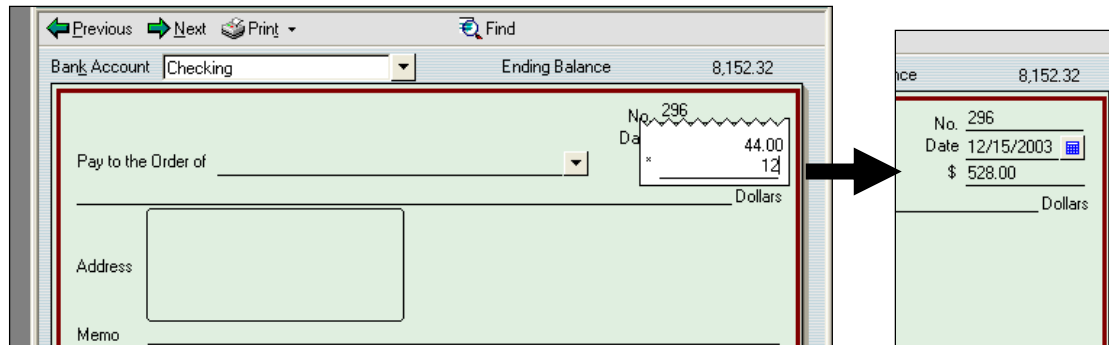 Previous Next Print Find
Bank Account Checking Ending Balance 8,152.32
No. 296
Da
44.00
Pay to the Order of * 12
Dollars
Address
Memo
nce 8,152.32
No. 296
Date 12/15/2003
$ 528.00
Dollars